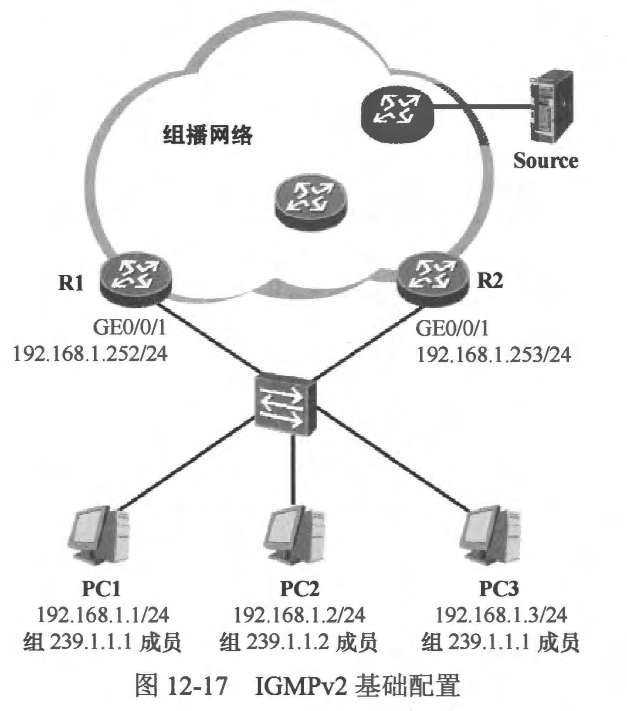 组播网络
Source
R1
R2
GE0/0/1
192.168.1.252/24
GE0/0/1
192.168.1.253/24
PC1
192.168.1.1/24
组 239.1.1.1 成员
PC2
192.168.1.2/24
组 239.1.1.2 成员
PC3
192.168.1.3/24
组 239.1.1.1 成员
图 12-17 IGMPv2 基础配置